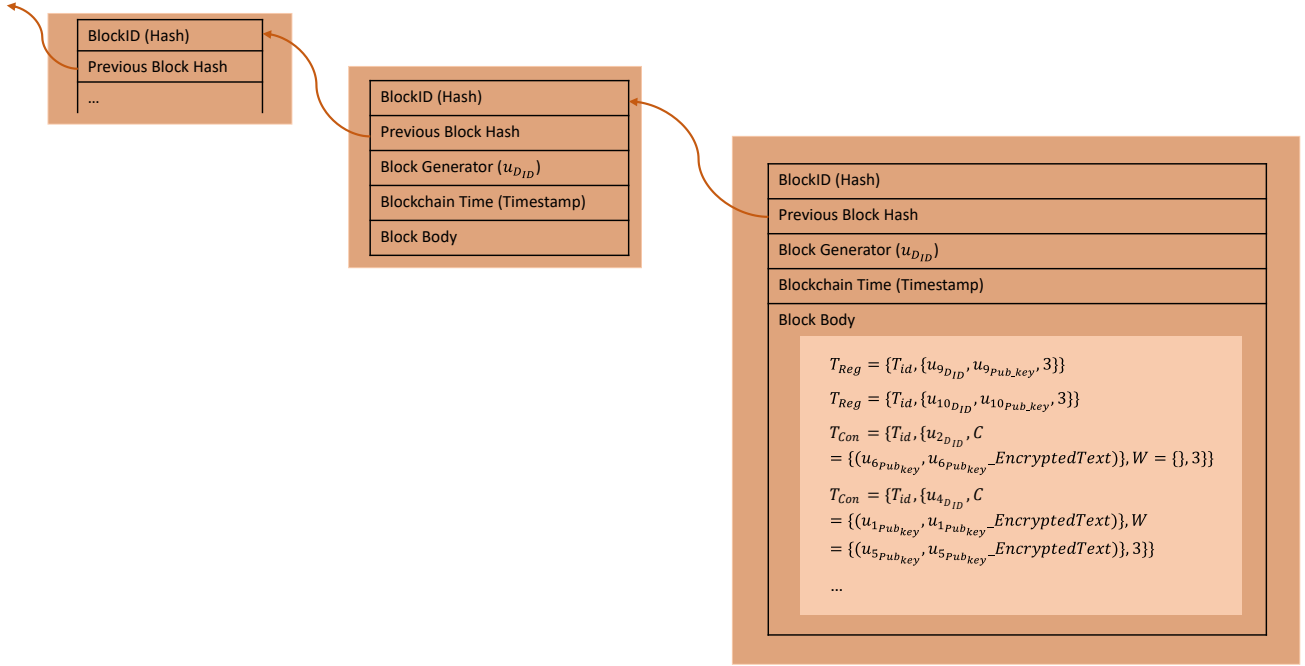 BlockID (Hash)
Previous Block Hash
...
BlockID (Hash)
Previous Block Hash
Block Generator (u_{D_{ID}})
Blockchain Time (Timestamp)
Block Body
BlockID (Hash)
Previous Block Hash
Block Generator (u_{D_{ID}})
Blockchain Time (Timestamp)
Block Body
T_{Reg} = {T_{id}, {u_{9_{D_{ID}}}, u_{9_{Pub\_key}}, 3}}
T_{Reg} = {T_{id}, {u_{10_{D_{ID}}}, u_{10_{Pub\_key}}, 3}}
T_{Con} = {T_{id}, {u_{2_{D_{ID}}}, C
= {(u_{6_{Pub_{key}}}, u_{6_{Pub_{key}}}_EncryptedText)}, W = {}, 3}}
T_{Con} = {T_{id}, {u_{4_{D_{ID}}}, C
= {(u_{1_{Pub_{key}}}, u_{1_{Pub_{key}}}_EncryptedText)}, W
= {(u_{5_{Pub_{key}}}, u_{5_{Pub_{key}}}_EncryptedText)}, 3}}
...